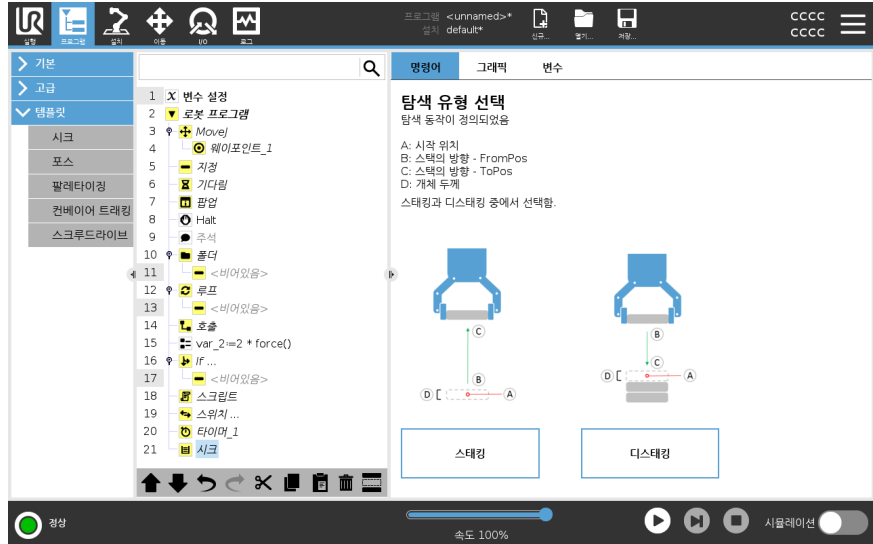 UR
실행
프로그램
설치
이동
I/O
로그
프로그램 <unnamed>*
설치 default*
신규...
열기...
저장...
CCCC
CCCC
기본
고급
템플릿
시크
포스
팔레타이징
컨베이어 트래킹
스크루드라이브
1 X 변수 설정
2 로봇 프로그램
3 MoveJ
4 웨이포인트_1
5 지정
6 기다림
7 팝업
8 Halt
9 주석
10 폴더
11 <비어있음>
12 루프
13 <비어있음>
14 호출
15 var_2≔2 * force()
16 If ...
17 <비어있음>
18 스크립트
19 스위치 ...
20 타이머_1
21 시크
명령어 그래픽 변수
탐색 유형 선택
탐색 동작이 정의되었음
A: 시작 위치
B: 스택의 방향 - FromPos
C: 스택의 방향 - ToPos
D: 개체 두께
스태킹과 디스태킹 중에서 선택함.
C
B
D
A
B
C
D
A
스태킹
디스태킹
정상
속도 100%
시뮬레이션